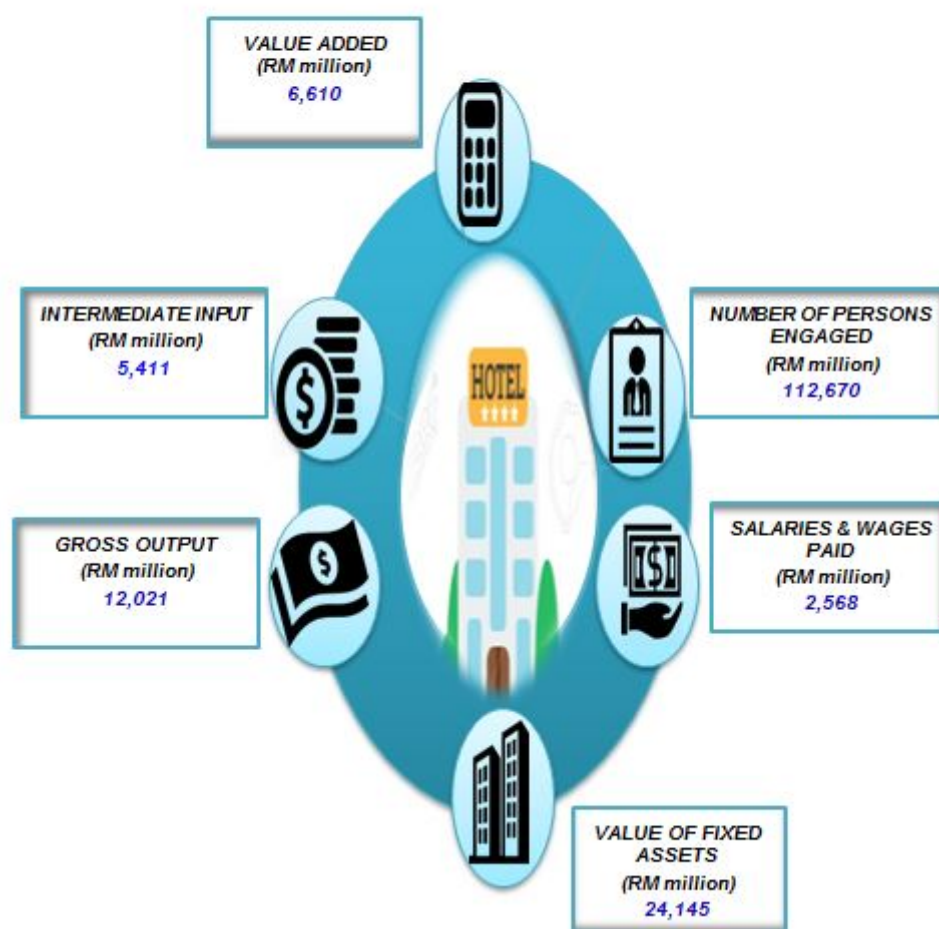 VALUE ADDED
(RM million)
6,610
INTERMEDIATE INPUT
(RM million)
5,411
NUMBER OF PERSONS
ENGAGED
(RM million)
112,670
HOTEL
GROSS OUTPUT
(RM million)
12,021
SALARIES & WAGES
PAID
(RM million)
2,568
VALUE OF FIXED
ASSETS
(RM million)
24,145